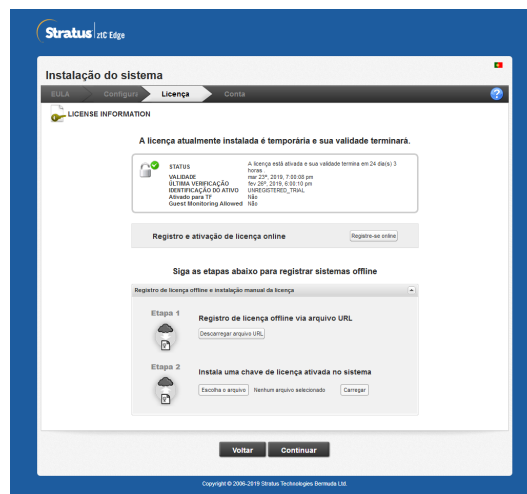 Stratus ztC Edge
Instalação do sistema
EULA Configura Licença Conta
LICENSE INFORMATION
A licença atualmente instalada é temporária e sua validade terminará.
STATUS A licença está ativada e sua validade termina em 24 dia(s) 3
horas .
VALIDADE mar 23º, 2019, 7:00:08 pm
ÚLTIMA VERIFICAÇÃO fev 26º, 2019, 6:00:10 pm
IDENTIFICAÇÃO DO ATIVO UNREGISTERED_TRIAL
Ativado para TF Não
Guest Monitoring Allowed Não
Registro e ativação de licença online Registre-se online
Siga as etapas abaixo para registrar sistemas offline
Registro de licença offline e instalação manual da licença
Etapa 1
Registro de licença offline via arquivo URL
Descarregar arquivo URL
Etapa 2
Instala uma chave de licença ativada no sistema
Escolha o arquivo Nenhum arquivo selecionado Carregar
Voltar Continuar
Copyright © 2006-2019 Stratus Technologies Bermuda Ltd.